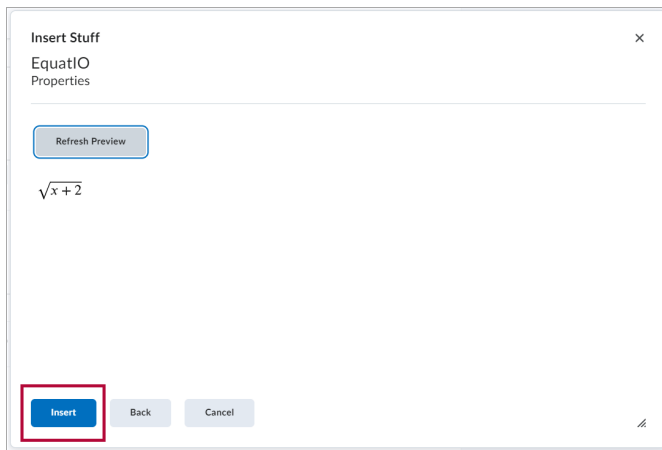 Insert Stuff
EquatIO
Properties
Refresh Preview
√x + 2
Insert Back Cancel